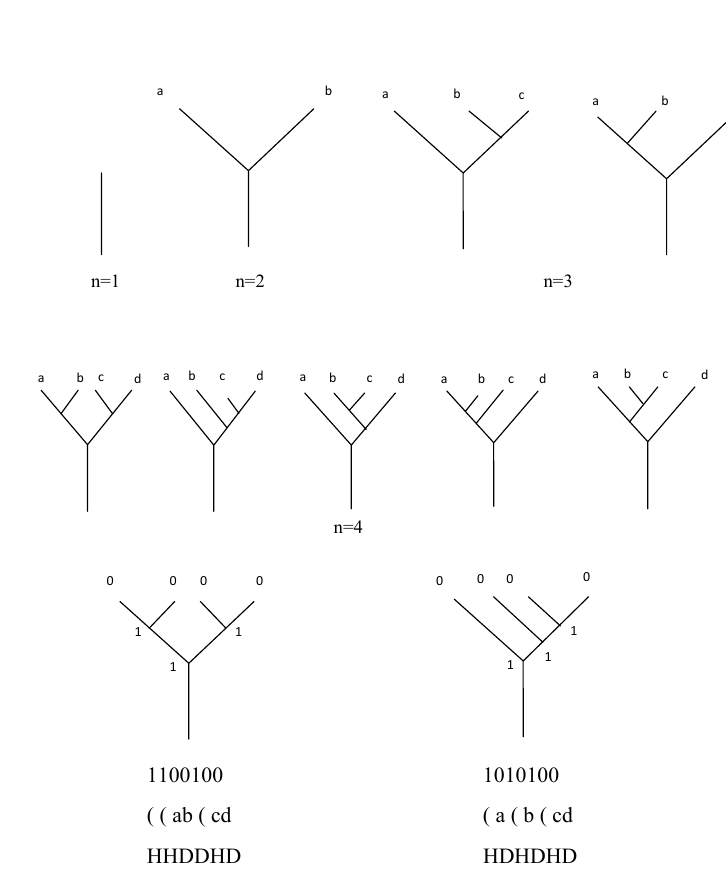 a b a b c a b
n=1 n=2 n=3
a b c d a b c d a b c d a b c d a b c d
n=4
0 0 0 0 0 0 0 0
1 1 1
1 1 1
1100100 1010100
( ( ab ( cd ( a ( b ( cd
HHDDHD HDHDHD